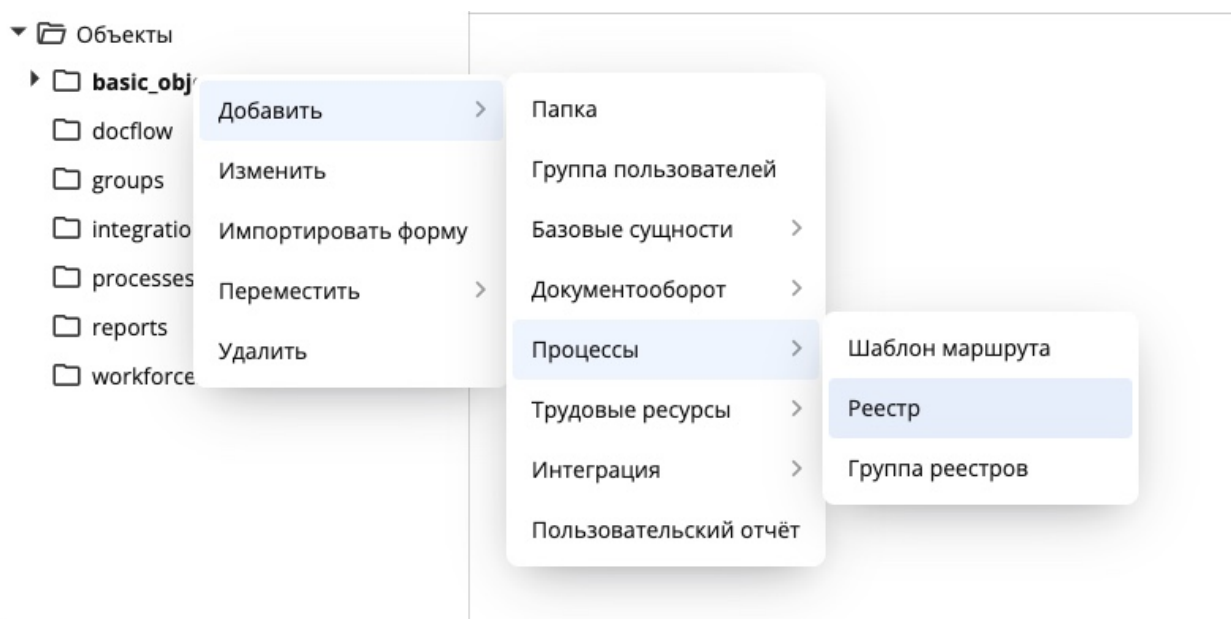 Объекты
basic_obj
docflow
groups
integratio
processes
reports
workforce
Добавить
Изменить
Импортировать форму
Переместить
Удалить
Папка
Группа пользователей
Базовые сущности
Документооборот
Процессы
Трудовые ресурсы
Интеграция
Пользовательский отчёт
Шаблон маршрута
Реестр
Группа реестров